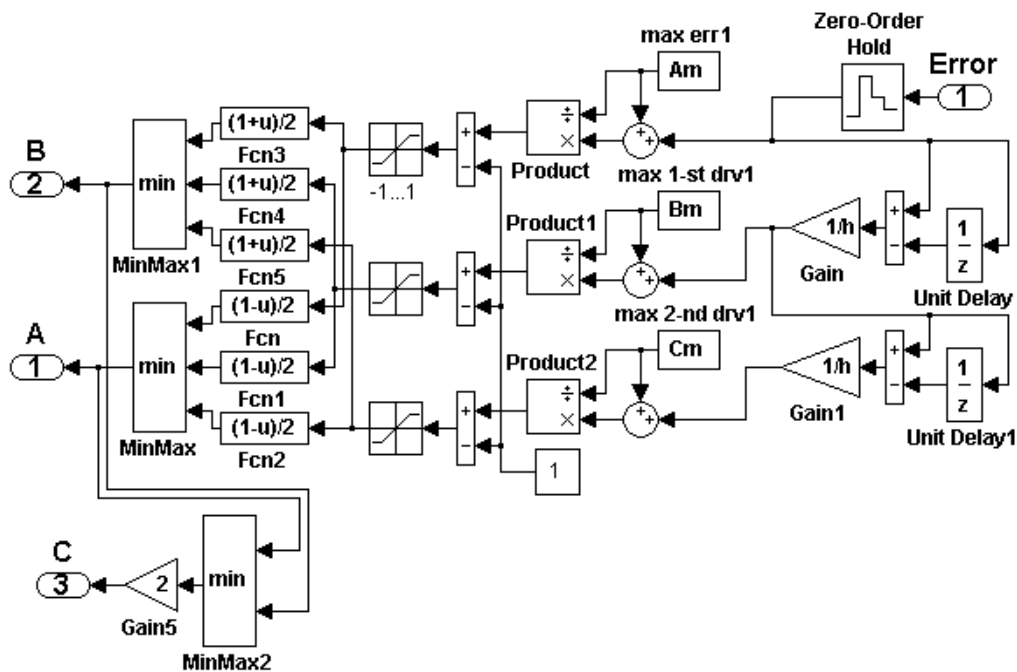 Zero-Order
Hold
Error
1
max err1
Am
÷
×
+
+
+
−
-1...1
Product
(1+u)/2
Fcn3
(1+u)/2
Fcn4
(1+u)/2
Fcn5
min
MinMax1
B
2
max 1-st drv1
Bm
Product1
÷
×
+
+
+
−
1/h
Gain
+
−
1
z
Unit Delay
A
1
min
MinMax
(1-u)/2
Fcn
(1-u)/2
Fcn1
(1-u)/2
Fcn2
max 2-nd drv1
Cm
Product2
÷
×
+
+
+
−
1/h
Gain1
+
−
1
z
Unit Delay1
1
C
3
2
Gain5
min
MinMax2